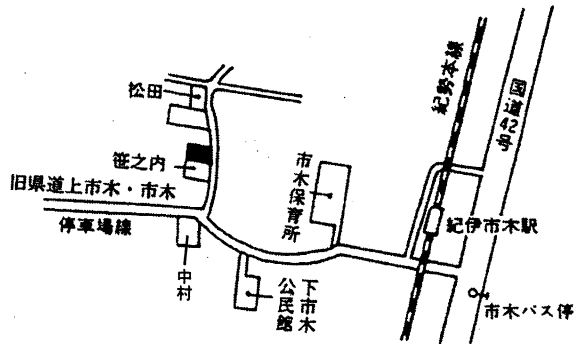 松田
笹之内
旧県道上市木・市木
停車場線
中村
下市木
公民館
市木保育所
紀勢本線
国道42号
紀伊市木駅
市木バス停